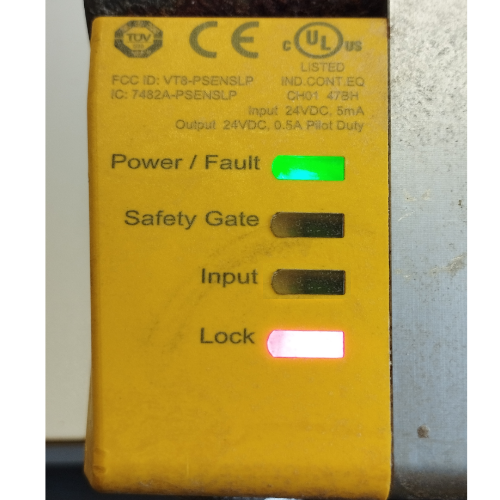 TÜV
CE
c UL us
LISTED
FCC ID: VT8-PSENSLP IND.CONT.EQ
IC: 7482A-PSENSLP CH01 47BH
Input 24VDC, 5mA
Output 24VDC, 0.5A Pilot Duty
Power / Fault
Safety Gate
Input
Lock